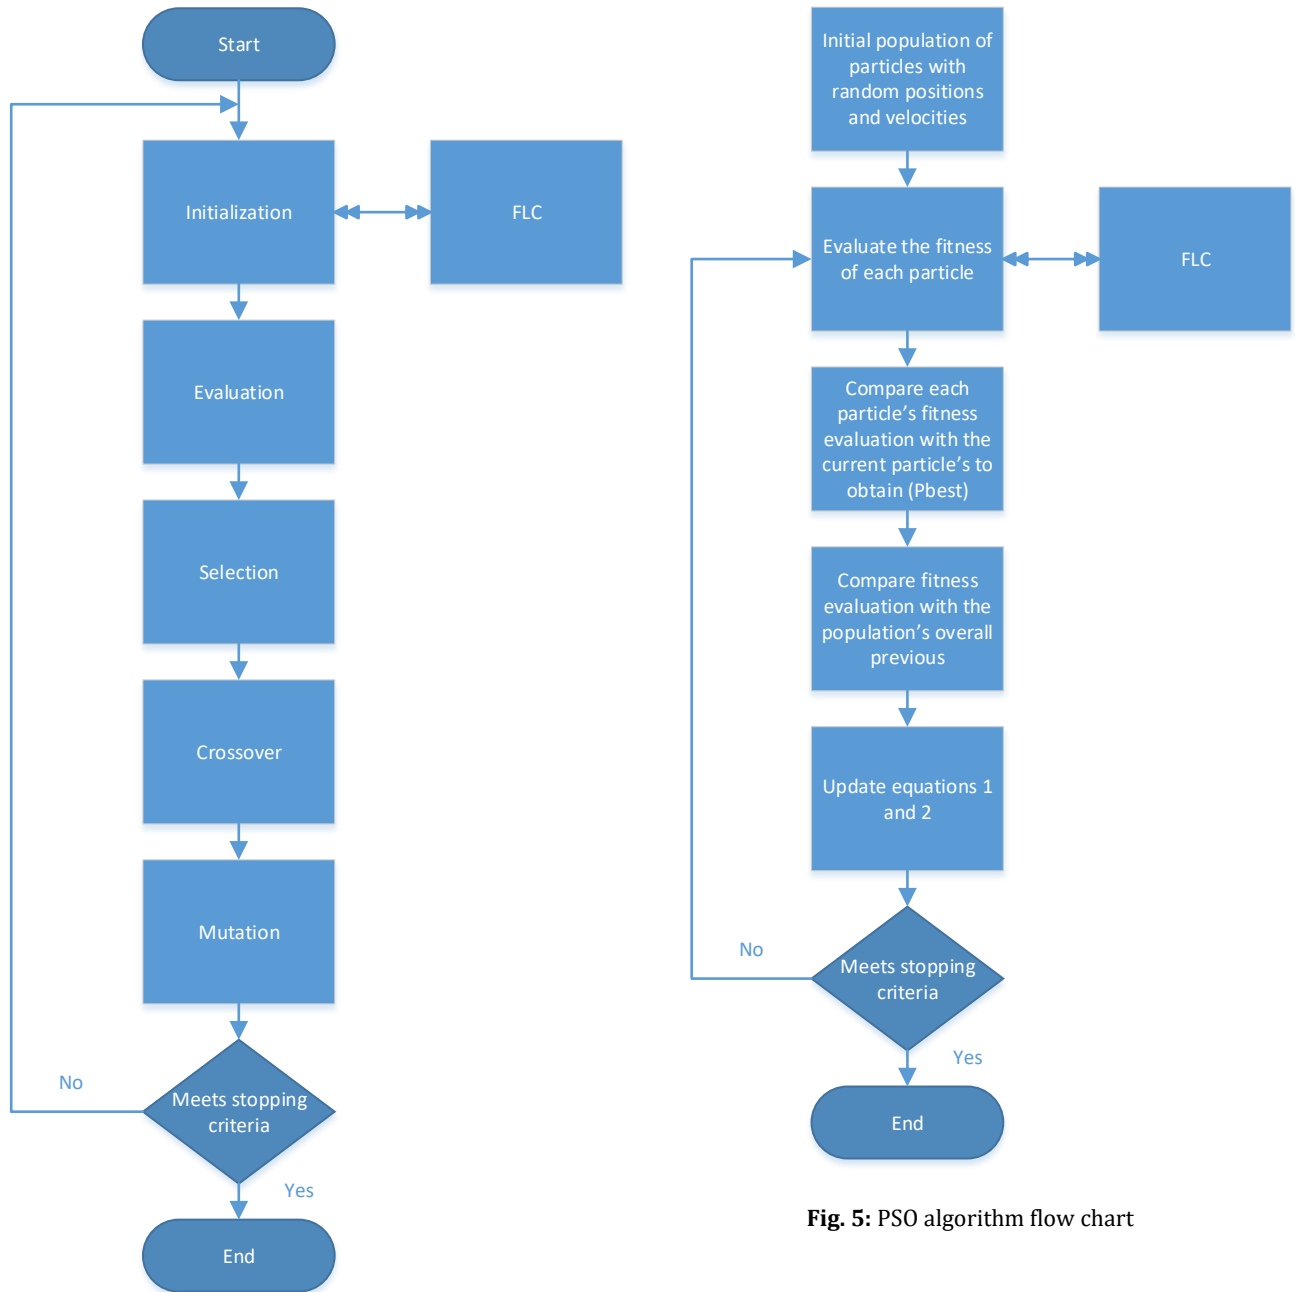 Start
Initialization
FLC
Evaluation
Selection
Crossover
Mutation
No
Meets stopping
criteria
Yes
End
Initial population of
particles with
random positions
and velocities
Evaluate the fitness
of each particle
FLC
Compare each
particle’s fitness
evaluation with the
current particle’s to
obtain (Pbest)
Compare fitness
evaluation with the
population’s overall
previous
Update equations 1
and 2
No
Meets stopping
criteria
Yes
End
Fig. 5: PSO algorithm flow chart